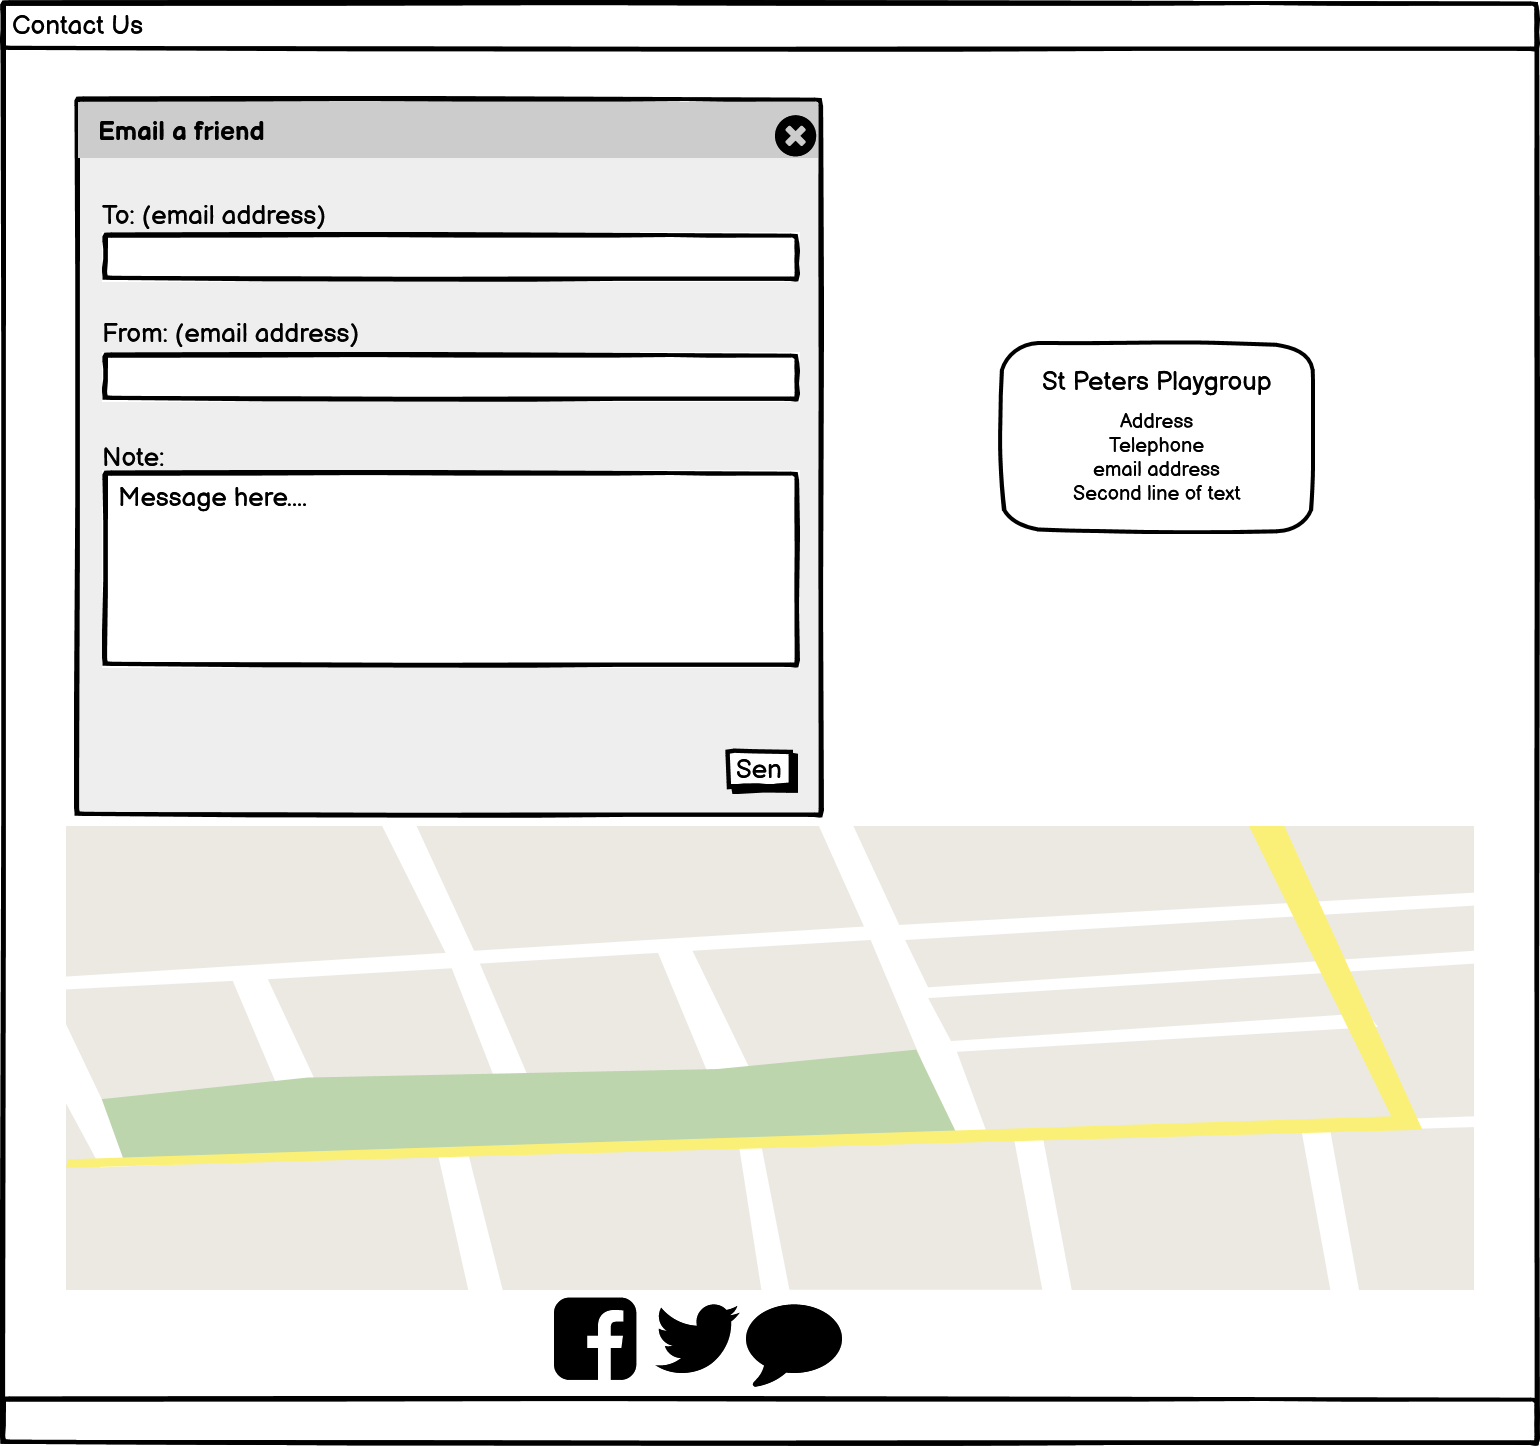 Contact Us
Email a friend
To: (email address)
From: (email address)
Note:
Message here....
Sen
St Peters Playgroup
Address
Telephone
email address
Second line of text